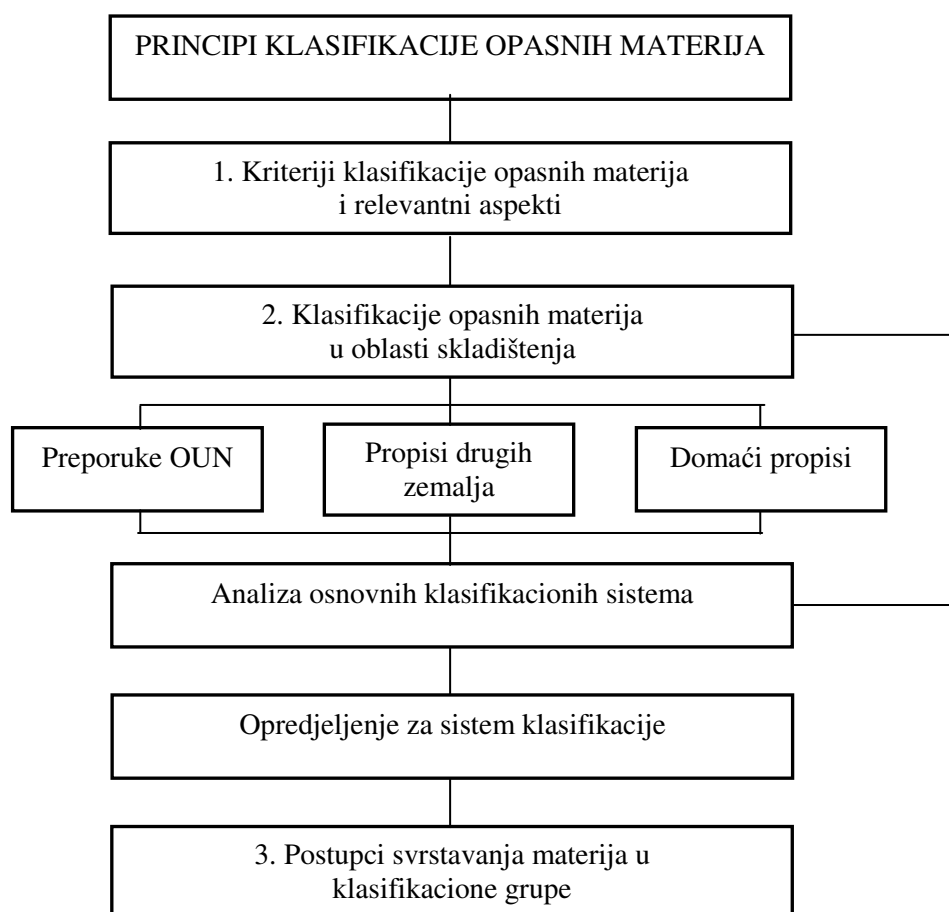 PRINCIPI KLASIFIKACIJE OPASNIH MATERIJA
1. Kriteriji klasifikacije opasnih materija
i relevantni aspekti
2. Klasifikacije opasnih materija
u oblasti skladištenja
Preporuke OUN
Propisi drugih
zemalja
Domaći propisi
Analiza osnovnih klasifikacionih sistema
Opredjeljenje za sistem klasifikacije
3. Postupci svrstavanja materija u
klasifikacione grupe